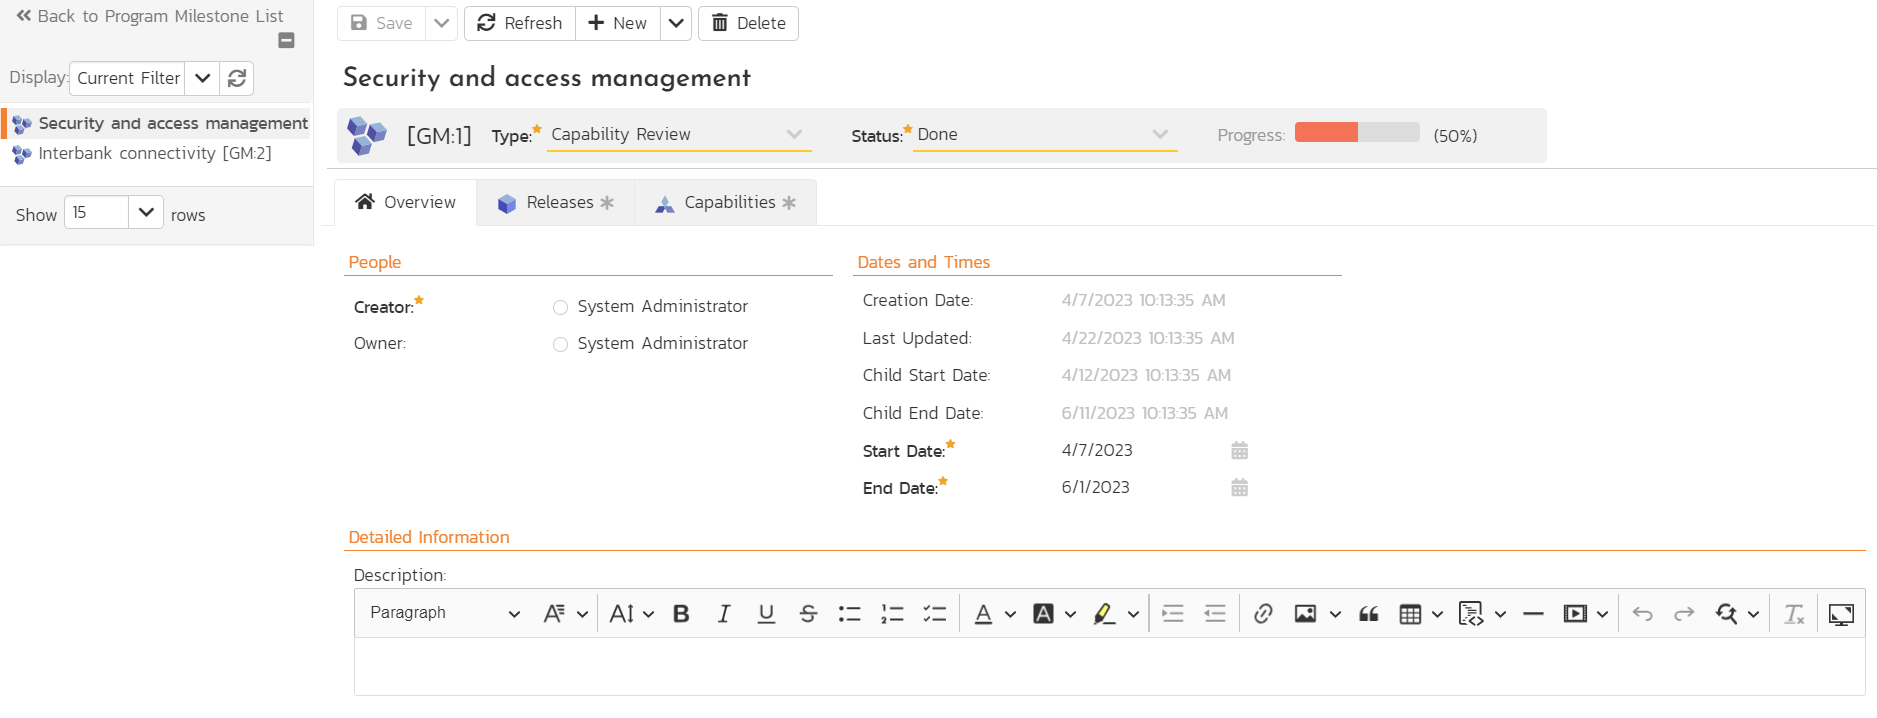 Back to Program Milestone List
Display: Current Filter
Security and access management
Interbank connectivity [GM:2]
Show 15 rows
Save Refresh New Delete
Security and access management
[GM:1] Type: Capability Review Status: Done Progress: (50%)
Overview Releases Capabilities
People
Creator: System Administrator
Owner: System Administrator
Dates and Times
Creation Date: 4/7/2023 10:13:35 AM
Last Updated: 4/22/2023 10:13:35 AM
Child Start Date: 4/12/2023 10:13:35 AM
Child End Date: 6/11/2023 10:13:35 AM
Start Date: 4/7/2023
End Date: 6/1/2023
Detailed Information
Description:
Paragraph